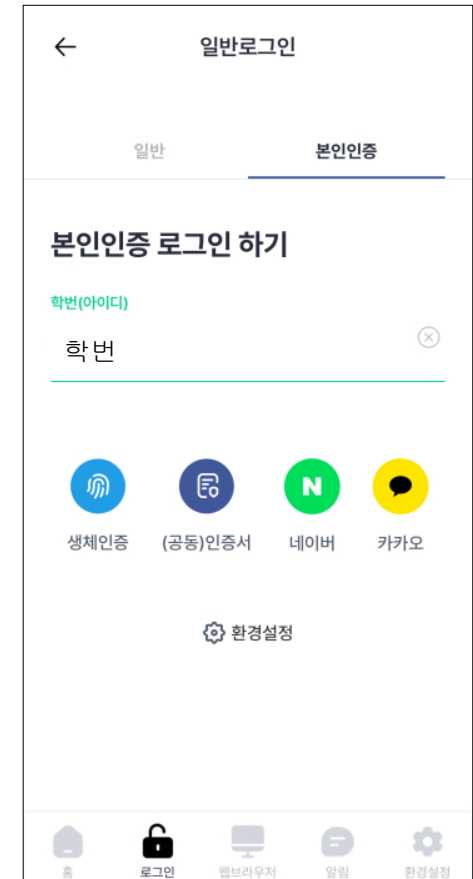 일반로그인
일반 본인인증
본인인증 로그인 하기
학번(아이디)
학번
N
생체인증 (공동)인증서 네이버 카카오
환경설정
홈 로그인 웹브라우저 알림 환경설정